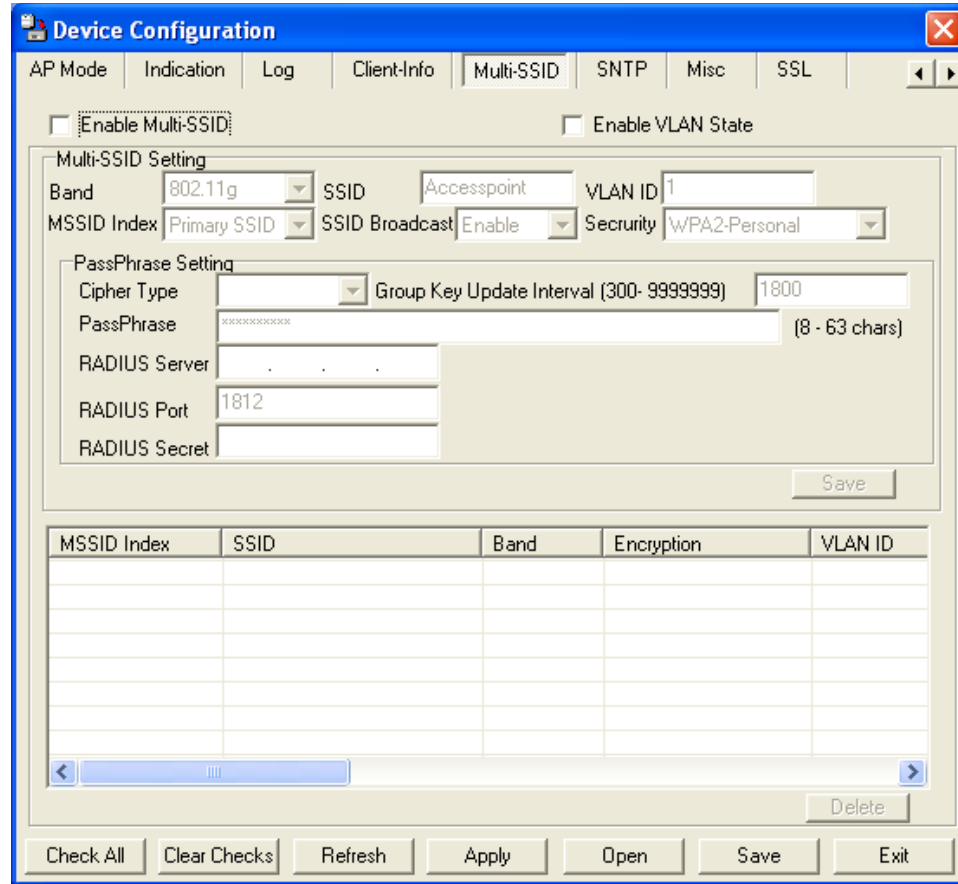 Device Configuration
AP Mode Indication Log Client-Info Multi-SSID SNTP Misc SSL
Enable Multi-SSID Enable VLAN State
Multi-SSID Setting
Band 802.11g SSID Accesspoint VLAN ID 1
MSSID Index Primary SSID SSID Broadcast Enable Secrurity WPA2-Personal
PassPhrase Setting
Cipher Type Group Key Update Interval (300- 9999999) 1800
PassPhrase ********** (8 - 63 chars)
RADIUS Server . . .
RADIUS Port 1812
RADIUS Secret
Save
MSSID Index SSID Band Encryption VLAN ID
Delete
Check All Clear Checks Refresh Apply Open Save Exit